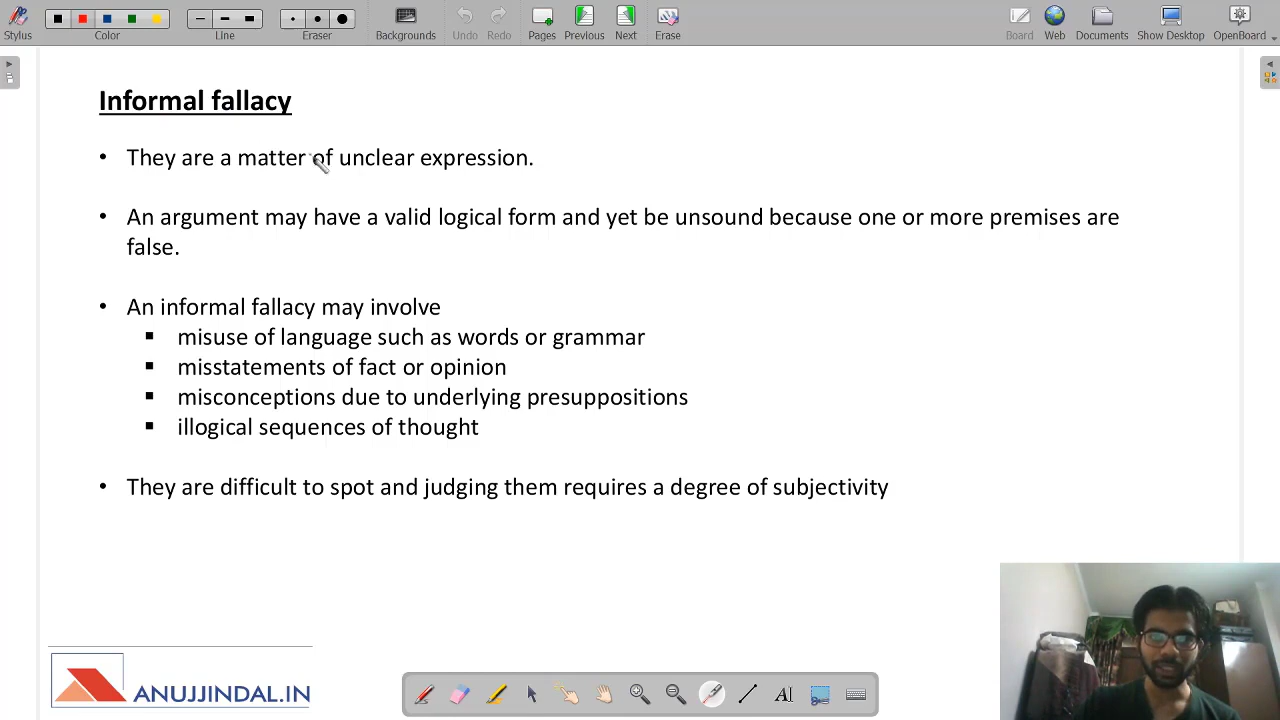 Stylus Color Line Eraser Backgrounds Undo Redo Pages Previous Next Erase Board Web Documents Show Desktop OpenBoard
Informal fallacy
• They are a matter of unclear expression.
• An argument may have a valid logical form and yet be unsound because one or more premises are
false.
• An informal fallacy may involve
▪ misuse of language such as words or grammar
▪ misstatements of fact or opinion
▪ misconceptions due to underlying presuppositions
▪ illogical sequences of thought
• They are difficult to spot and judging them requires a degree of subjectivity
ANUJJINDAL.IN
AI